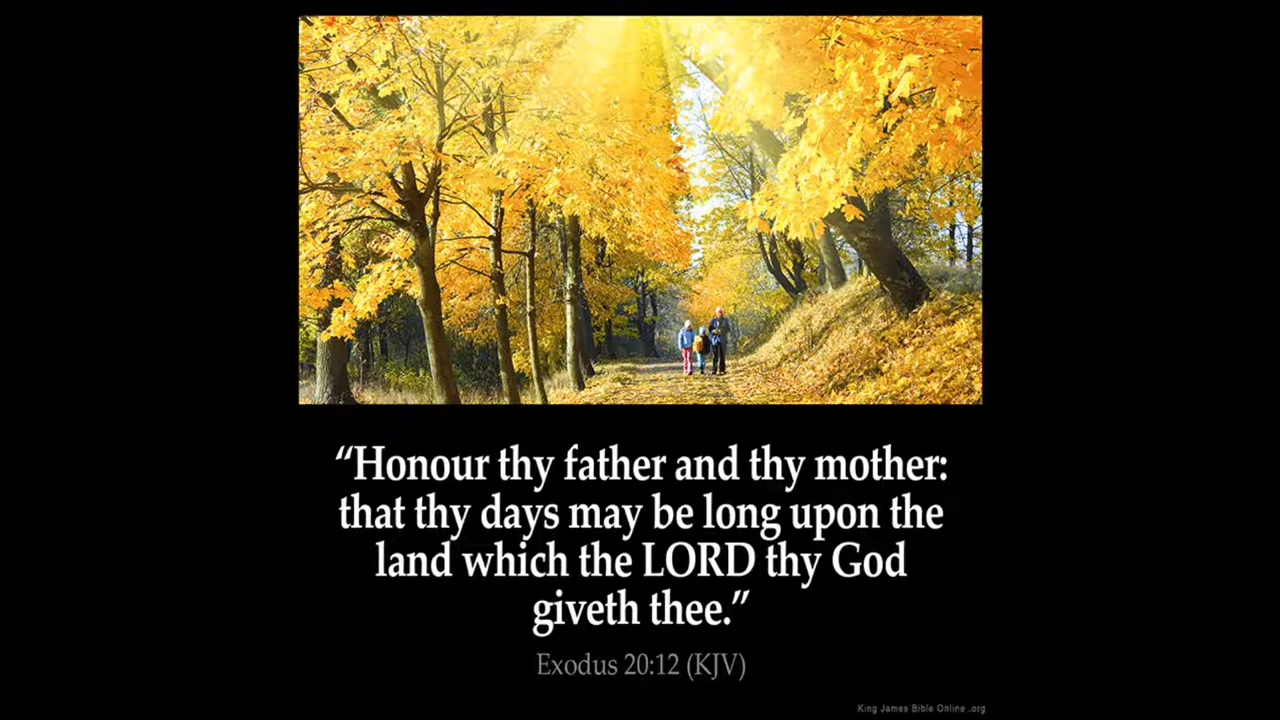 “Honour thy father and thy mother:
that thy days may be long upon the
land which the LORD thy God
giveth thee.”
Exodus 20:12 (KJV)
King James Bible Online .org